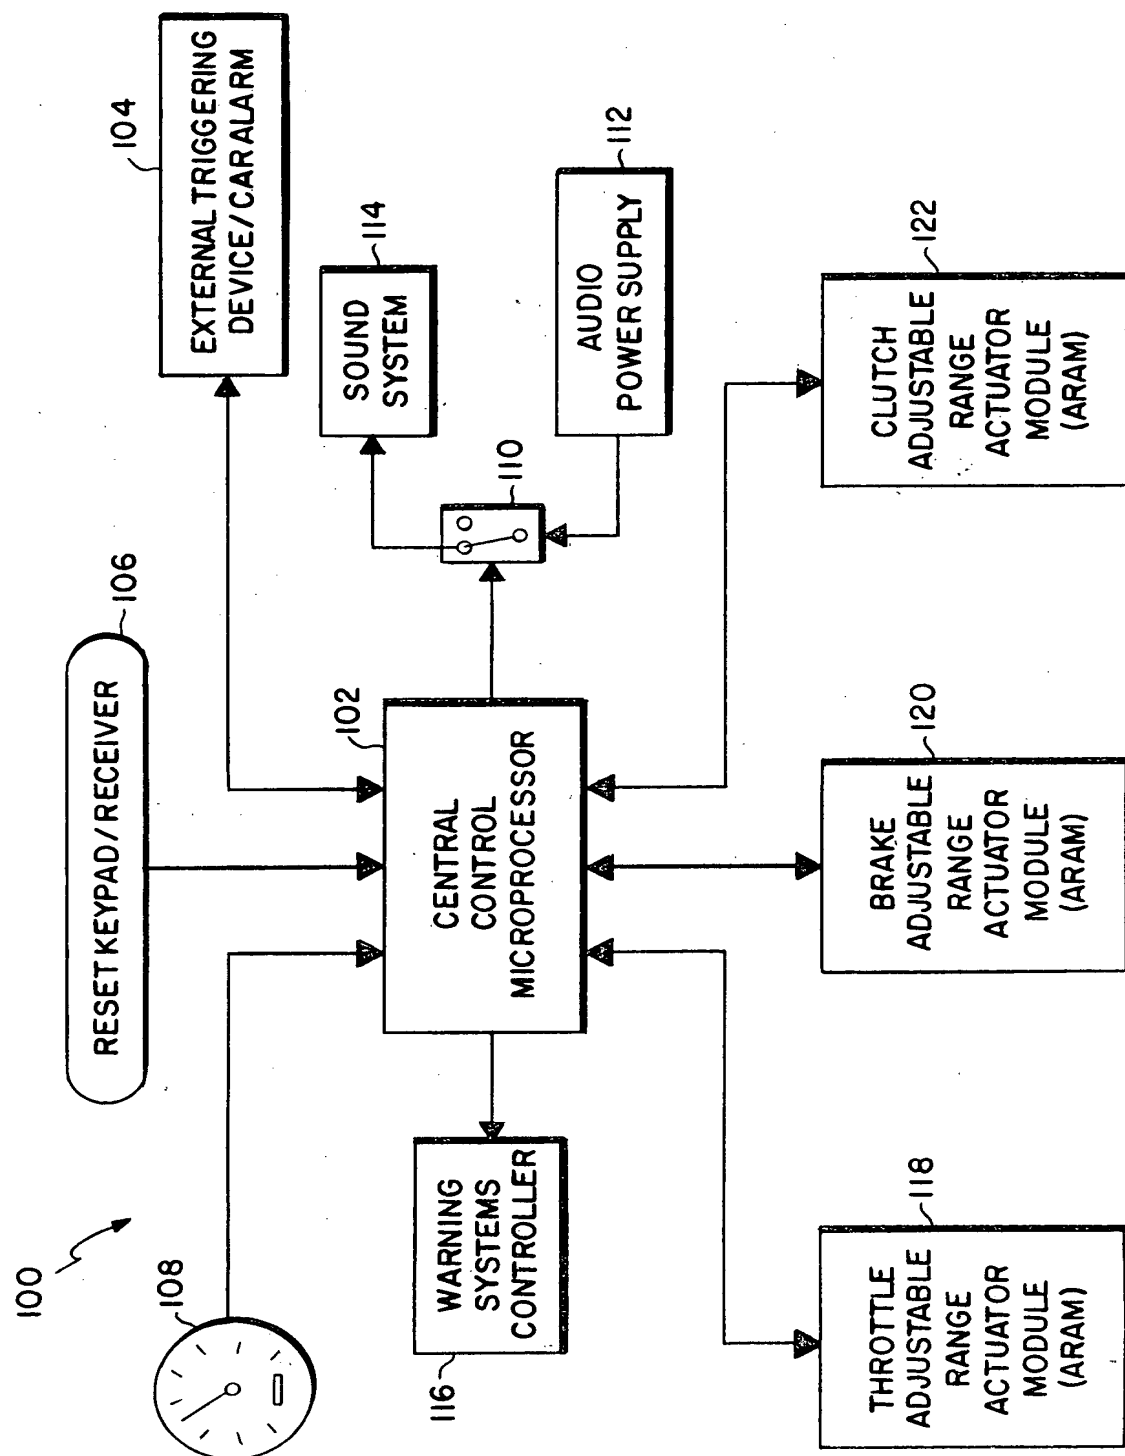 100
108
RESET KEYPAD/RECEIVER
106
104
EXTERNAL TRIGGERING
DEVICE/CAR ALARM
116
WARNING
SYSTEMS
CONTROLLER
102
CENTRAL
CONTROL
MICROPROCESSOR
114
SOUND
SYSTEM
110
112
AUDIO
POWER SUPPLY
118
THROTTLE
ADJUSTABLE
RANGE
ACTUATOR
MODULE
(ARAM)
120
BRAKE
ADJUSTABLE
RANGE
ACTUATOR
MODULE
(ARAM)
122
CLUTCH
ADJUSTABLE
RANGE
ACTUATOR
MODULE
(ARAM)